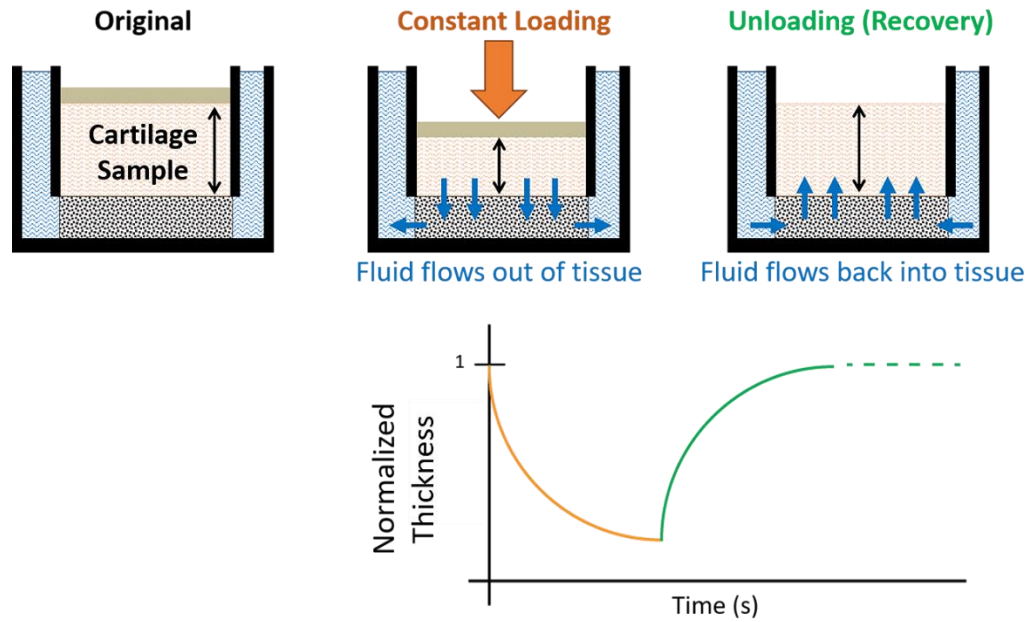 Original
Constant Loading
Unloading (Recovery)
Cartilage
Sample
Fluid flows out of tissue
Fluid flows back into tissue
1
Normalized
Thickness
Time (s)